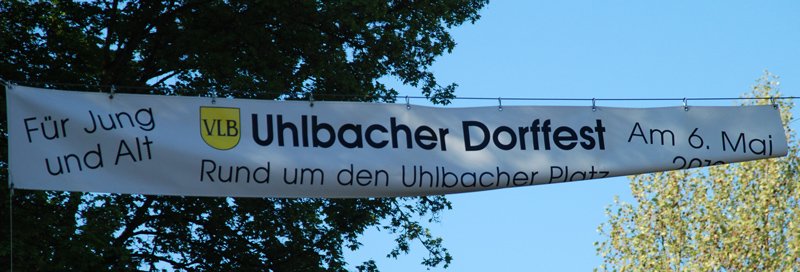 Für Jung
und Alt
VLB
Uhlbacher Dorffest
Rund um den Uhlbacher Platz
Am 6. Mai